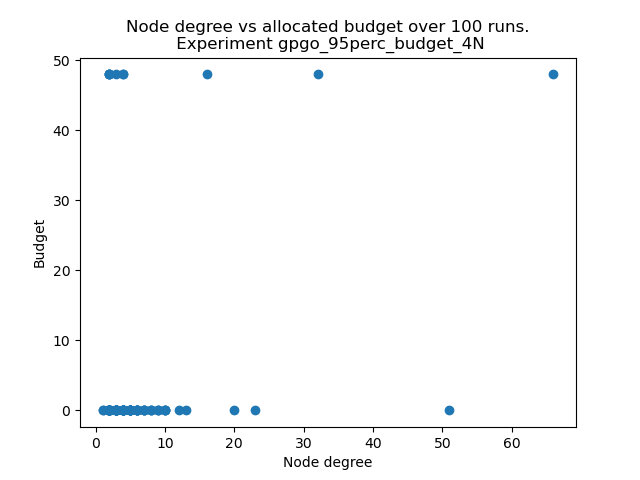 Node degree vs allocated budget over 100 runs.
Experiment gpgo_95perc_budget_4N
50
40
30
20
10
0
Budget
0 10 20 30 40 50 60
Node degree